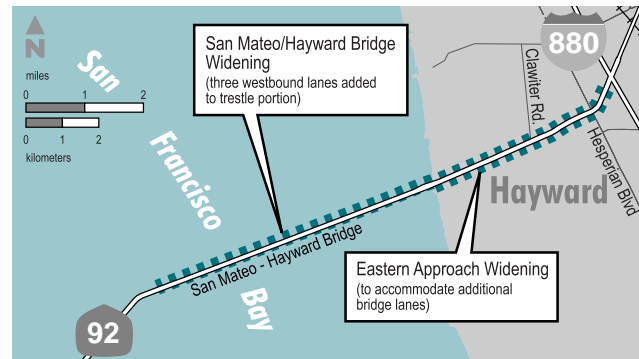 N
miles
0 1 2
0 1 2
kilometers
San
Francisco
Bay
San Mateo/Hayward Bridge
Widening
(three westbound lanes added
to trestle portion)
880
Clawiter Rd.
Hesperian Blvd
Hayward
San Mateo - Hayward Bridge
Eastern Approach Widening
(to accommodate additional
bridge lanes)
92